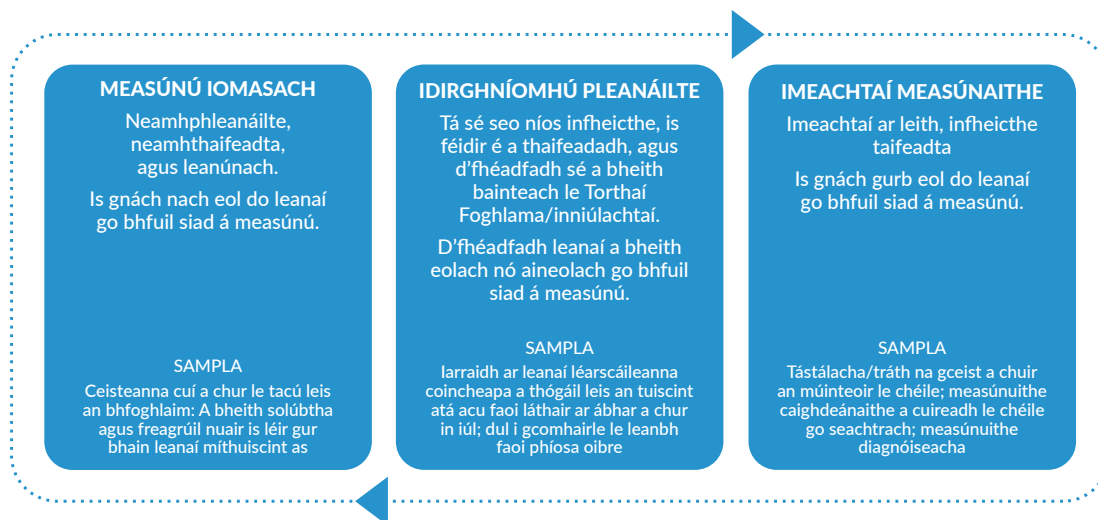 MEASÚNÚ IOMASACH
Neamhphleanáilte,
neamhthaifeadta,
agus leanúnach.
Is gnách nach eol do leanaí
go bhfuil siad á measúnú.
SAMPLA
Ceisteanna cuí a chur le tacú leis
an bhfoghlaim: A bheith solúbtha
agus freagrúil nuair is léir gur
bhain leanaí míthuiscint as
IDIRGHNÍOMHÚ PLEANÁILTE
Tá sé seo níos infheicthe, is
féidir é a thaifeadadh, agus
d'fhéadfadh sé a bheith
bainteach le Torthaí
Foghlama/inniúlachtaí.
D'fhéadfadh leanaí a bheith
eolach nó aineolach go bhfuil
siad á measúnú.
SAMPLA
Iarraidh ar leanaí léarscáileanna
coincheapa a thógáil leis an tuiscint
atá acu faoi láthair ar ábhar a chur
in iúl; dul i gcomhairle le leanbh
faoi phíosa oibre
IMEACHTAÍ MEASÚNAITHE
Imeachtaí ar leith, infheicthe
taifeadta
Is gnách gurb eol do leanaí
go bhfuil siad á measúnú.
SAMPLA
Tástálacha/tráth na gceist a chuir
an múinteoir le chéile; measúnuithe
caighdeánaithe a cuireadh le chéile
go seachtrach; measúnuithe
diagnóiseacha